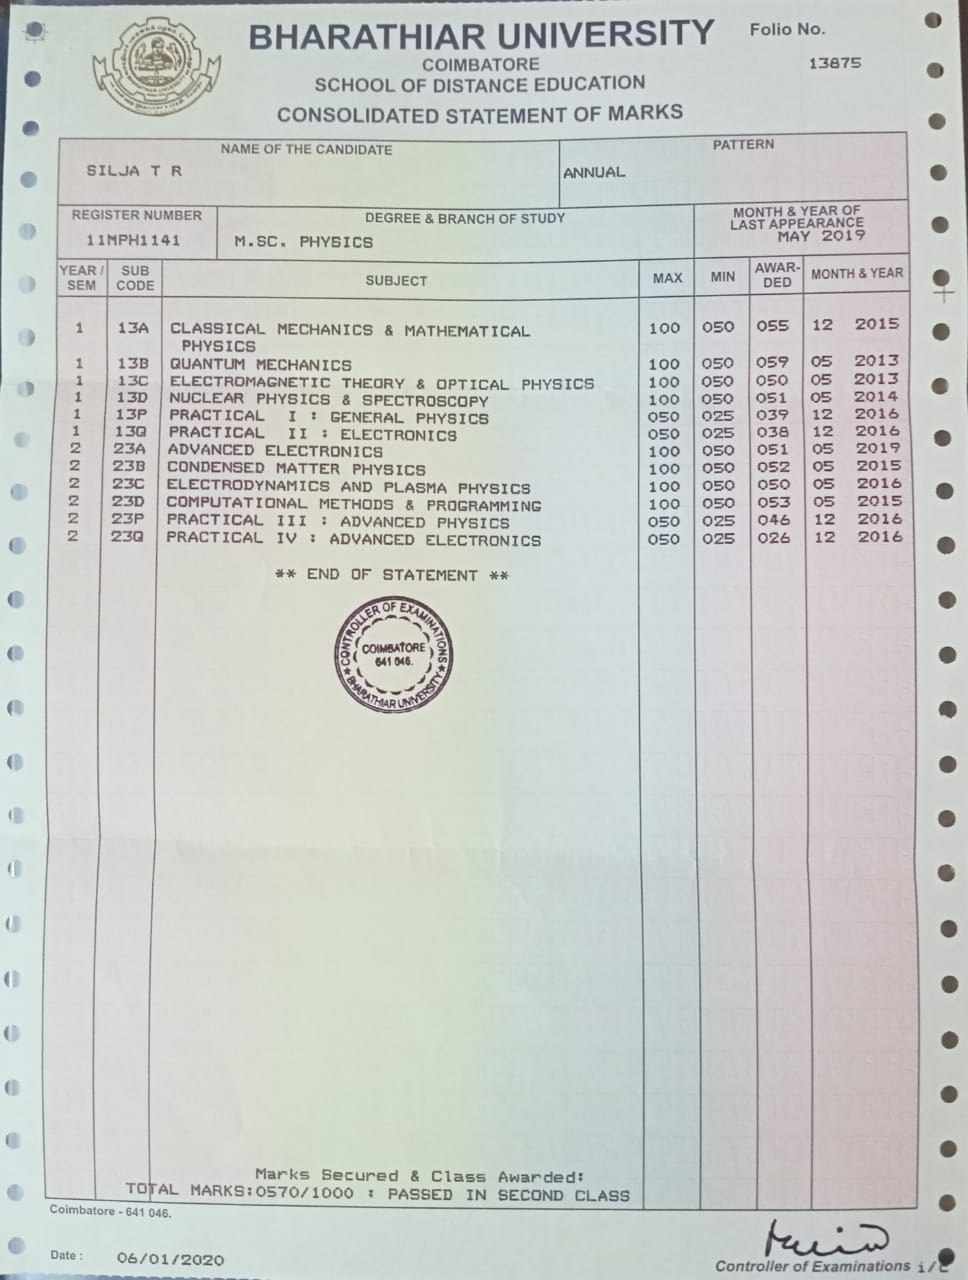 BHARATHIAR UNIVERSITY
Folio No.
13875
COIMBATORE
SCHOOL OF DISTANCE EDUCATION
CONSOLIDATED STATEMENT OF MARKS
NAME OF THE CANDIDATE PATTERN
SILJA T R ANNUAL
REGISTER NUMBER DEGREE & BRANCH OF STUDY MONTH & YEAR OF LAST APPEARANCE
11MPH1141 M.SC. PHYSICS MAY 2019
YEAR / SEM SUB CODE SUBJECT MAX MIN AWAR-DED MONTH & YEAR
1 13A CLASSICAL MECHANICS & MATHEMATICAL 100 050 055 12 2015
PHYSICS
1 13B QUANTUM MECHANICS 100 050 059 05 2013
1 13C ELECTROMAGNETIC THEORY & OPTICAL PHYSICS 100 050 050 05 2013
1 13D NUCLEAR PHYSICS & SPECTROSCOPY 100 050 051 05 2014
1 13P PRACTICAL I : GENERAL PHYSICS 050 025 039 12 2016
1 13Q PRACTICAL II : ELECTRONICS 050 025 038 12 2016
2 23A ADVANCED ELECTRONICS 100 050 051 05 2019
2 23B CONDENSED MATTER PHYSICS 100 050 052 05 2015
2 23C ELECTRODYNAMICS AND PLASMA PHYSICS 100 050 050 05 2016
2 23D COMPUTATIONAL METHODS & PROGRAMMING 100 050 053 05 2015
2 23P PRACTICAL III : ADVANCED PHYSICS 050 025 046 12 2016
2 23Q PRACTICAL IV : ADVANCED ELECTRONICS 050 025 026 12 2016
** END OF STATEMENT **
CONTROLLER OF EXAMINATIONS
COIMBATORE
641 046.
BHARATHIAR UNIVERSITY
Marks Secured & Class Awarded:
TOTAL MARKS:0570/1000 : PASSED IN SECOND CLASS
Coimbatore - 641 046.
Date : 06/01/2020
Controller of Examinations i/c